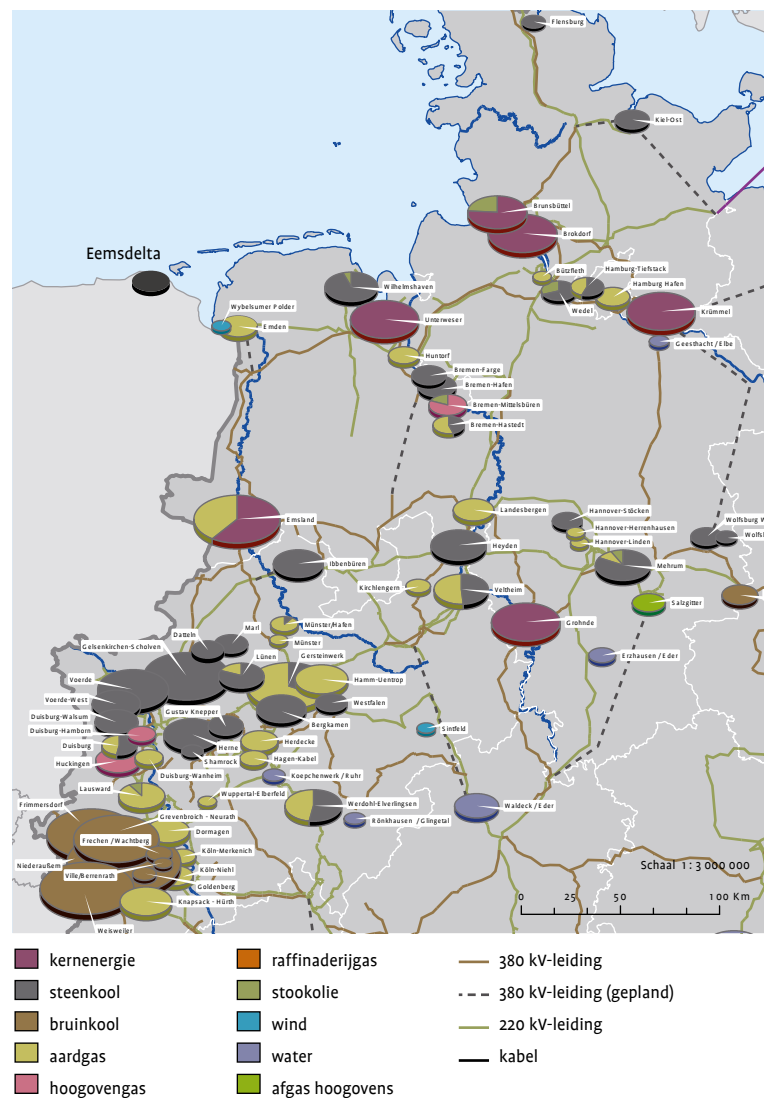 Flensburg
Kiel-Ost
Brunsbüttel
Brokdorf
Eemsdelta
Bützfleth
Hamburg-Tiefstack
Wilhelmshaven
Hamburg Hafen
Wybelsumer Polder
Wedel
Krümmel
Emden
Unterweser
Geesthacht / Elbe
Huntorf
Bremen-Farge
Bremen-Hafen
Bremen-Mittelsbüren
Bremen-Hastedt
Landesbergen
Hannover-Stöcken
Emsland
Wolfsburg W
Hannover-Herrenhausen
Wolfsb
Heyden
Hannover-Linden
Ibbenbüren
Mehrum
Kirchlengern
Veltheim
Salzgitter
Grohnde
Münster/Hafen
Marl
Datteln
Münster
Gelsenkirchen-Scholven
Gersteinwerk
Erzhausen / Eder
Lünen
Voerde
Hamm-Uentrop
Voerde-West
Westfalen
Gustav Knepper
Duisburg-Walsum
Bergkamen
Duisburg-Hamborn
Sintfeld
Herne
Herdecke
Duisburg
Shamrock
Hagen-Kabel
Huckingen
Duisburg-Wanheim
Koepchenwerk / Ruhr
Lausward
Wuppertal-Elberfeld
Frimmersdorf
Werdohl-Elverlingsen
Waldeck / Eder
Grevenbroich - Neurath
Rönkhausen / Glingetal
Dormagen
Frechen / Wachtberg
Köln-Merkenich
Niederaußem
Köln-Niehl
Ville/Berrenrath
Goldenberg
Knapsack - Hürth
Weisweiler
Schaal 1 : 3 000 000
0 25 50 100 Km
kernenergie
steenkool
bruinkool
aardgas
hoogovengas
raffinaderijgas
stookolie
wind
water
afgas hoogovens
380 kV-leiding
380 kV-leiding (gepland)
220 kV-leiding
kabel